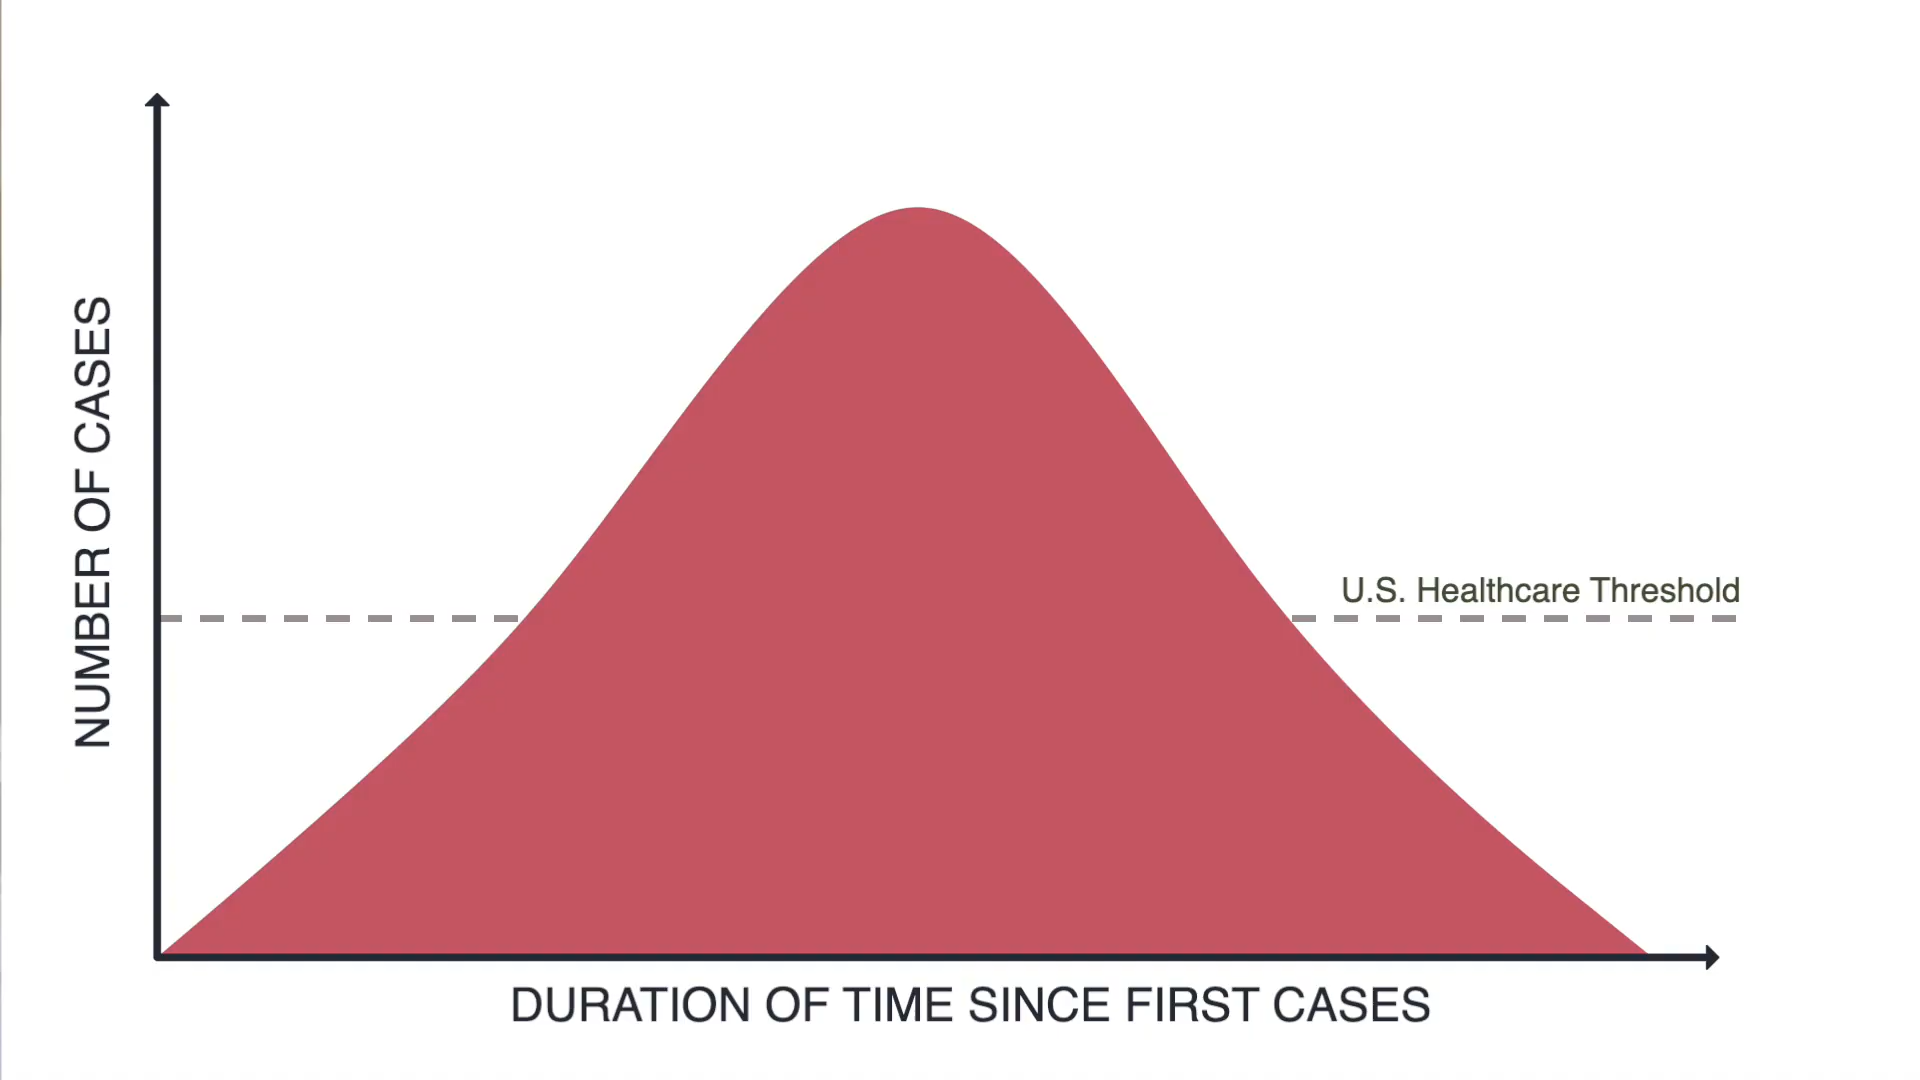 NUMBER OF CASES
U.S. Healthcare Threshold
DURATION OF TIME SINCE FIRST CASES